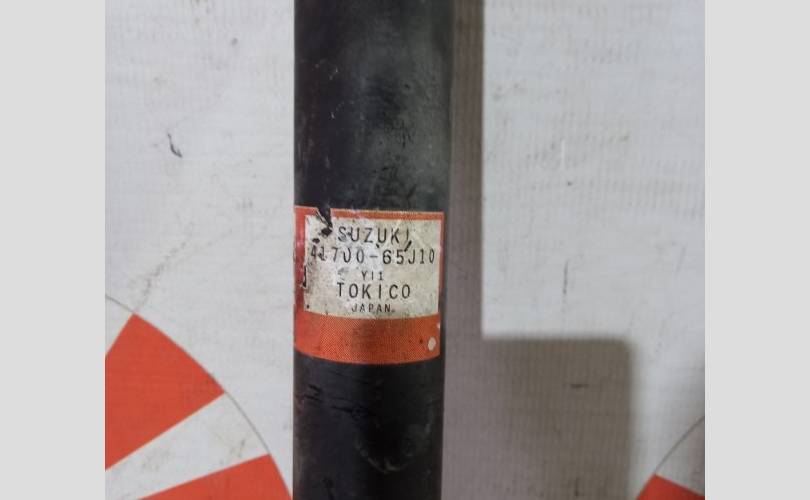 SUZUKI
41700-65J10
Y11
TOKICO
JAPAN